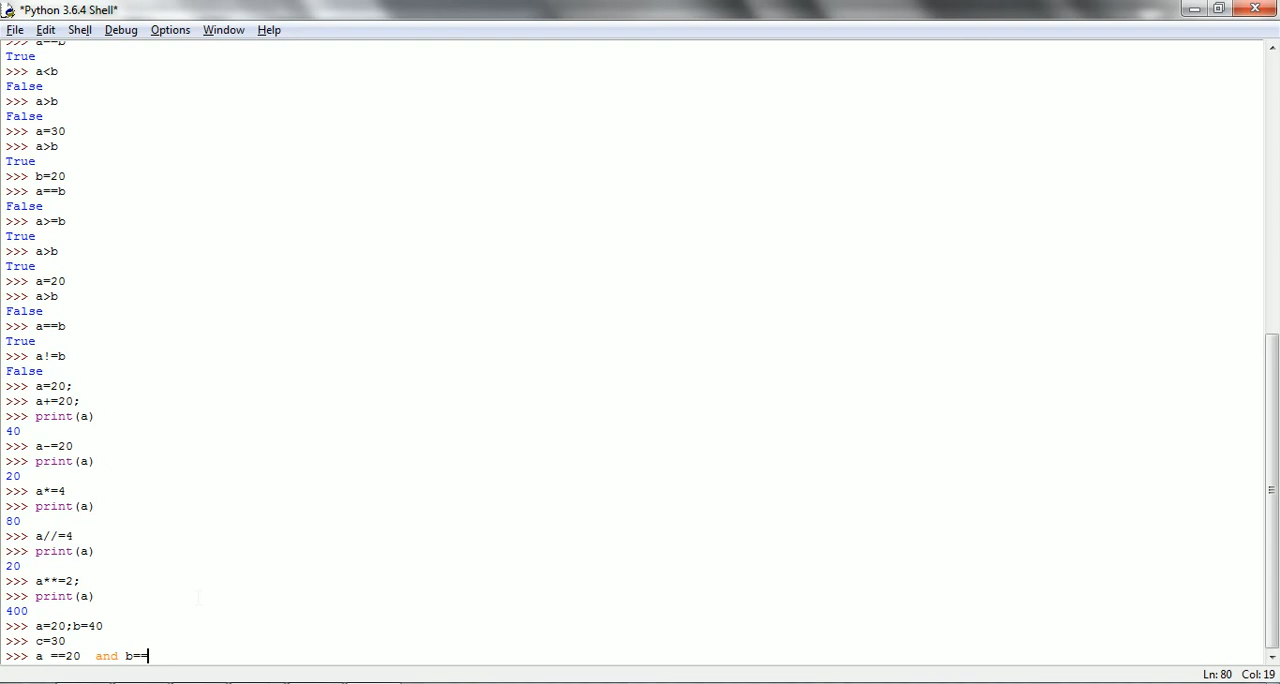 *Python 3.6.4 Shell*
File Edit Shell Debug Options Window Help
>>> a==b
True
>>> a<b
False
>>> a>b
False
>>> a=30
>>> a>b
True
>>> b=20
>>> a==b
False
>>> a>=b
True
>>> a>b
True
>>> a=20
>>> a>b
False
>>> a==b
True
>>> a!=b
False
>>> a=20;
>>> a+=20;
>>> print(a)
40
>>> a-=20
>>> print(a)
20
>>> a*=4
>>> print(a)
80
>>> a//=4
>>> print(a)
20
>>> a**=2;
>>> print(a)
400
>>> a=20;b=40
>>> c=30
>>> a ==20  and b==
Ln: 80 Col: 19